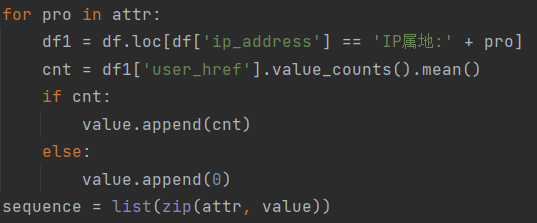 for pro in attr:
    df1 = df.loc[df['ip_address'] == 'IP属地:' + pro]
    cnt = df1['user_href'].value_counts().mean()
    if cnt:
        value.append(cnt)
    else:
        value.append(0)
sequence = list(zip(attr, value))